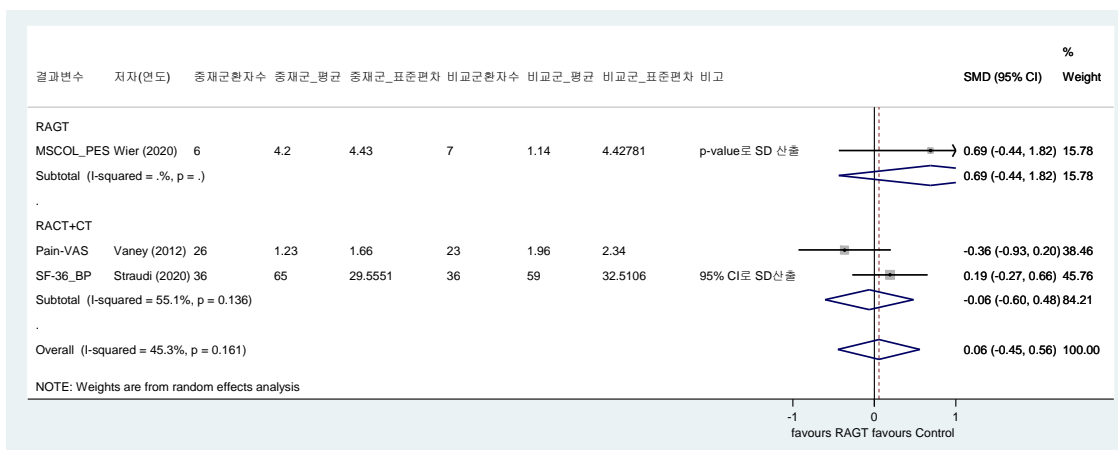 %
결과변수 저자(연도) 중재군환자수 중재군_평균 중재군_표준편차 비교군환자수 비교군_평균 비교군_표준편차 비고 SMD (95% CI) Weight
RAGT
MSCOL_PES Wier (2020) 6 4.2 4.43 7 1.14 4.42781 p-value로 SD 산출 0.69 (-0.44, 1.82) 15.78
Subtotal (I-squared = .%, p = .) 0.69 (-0.44, 1.82) 15.78
.
RACT+CT
Pain-VAS Vaney (2012) 26 1.23 1.66 23 1.96 2.34 -0.36 (-0.93, 0.20) 38.46
SF-36_BP Straudi (2020) 36 65 29.5551 36 59 32.5106 95% CI로 SD산출 0.19 (-0.27, 0.66) 45.76
Subtotal (I-squared = 55.1%, p = 0.136) -0.06 (-0.60, 0.48) 84.21
.
Overall (I-squared = 45.3%, p = 0.161) 0.06 (-0.45, 0.56) 100.00
NOTE: Weights are from random effects analysis
-1 0 1
favours RAGT favours Control